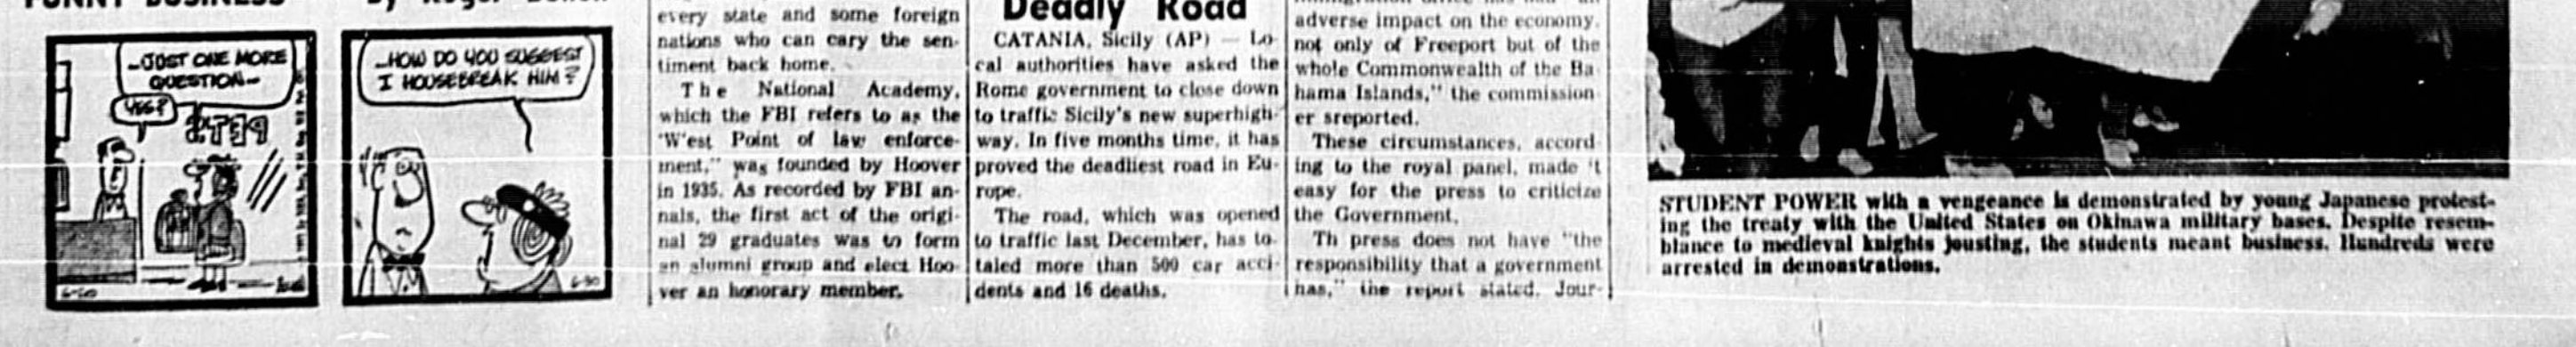 FUNNY BUSINESS
By Roger
—JUST ONE MORE
QUESTION—
YES?
PETS
—HOW DO YOU SUGGEST
I HOUSEBREAK HIM?
6-30
6-30
every state and some foreign
nations who can cary the sen-
timent back home.
The National Academy,
which the FBI refers to as the
"West Point of law enforce-
ment," was founded by Hoover
in 1935. As recorded by FBI an-
nals, the first act of the origi-
nal 29 graduates was to form
an alumni group and elect Hoo-
ver an honorary member.
Deadly Road
CATANIA, Sicily (AP) — Lo-
cal authorities have asked the
Rome government to close down
to traffic Sicily's new superhigh-
way. In five months time, it has
proved the deadliest road in Eu-
rope.
The road, which was opened
to traffic last December, has to-
taled more than 500 car acci-
dents and 16 deaths.
adverse impact on the economy,
not only of Freeport but of the
whole Commonwealth of the Ba-
hama Islands," the commission-
er sreported.
These circumstances, accord-
ing to the royal panel, made 't
easy for the press to criticize
the Government.
Th press does not have "the
responsibility that a government
has," the report stated. Jour-
STUDENT POWER with a vengeance is demonstrated by young Japanese protest-
ing the treaty with the United States on Okinawa military bases. Despite resem-
blance to medieval knights jousting, the students meant business. Hundreds were
arrested in demonstrations.